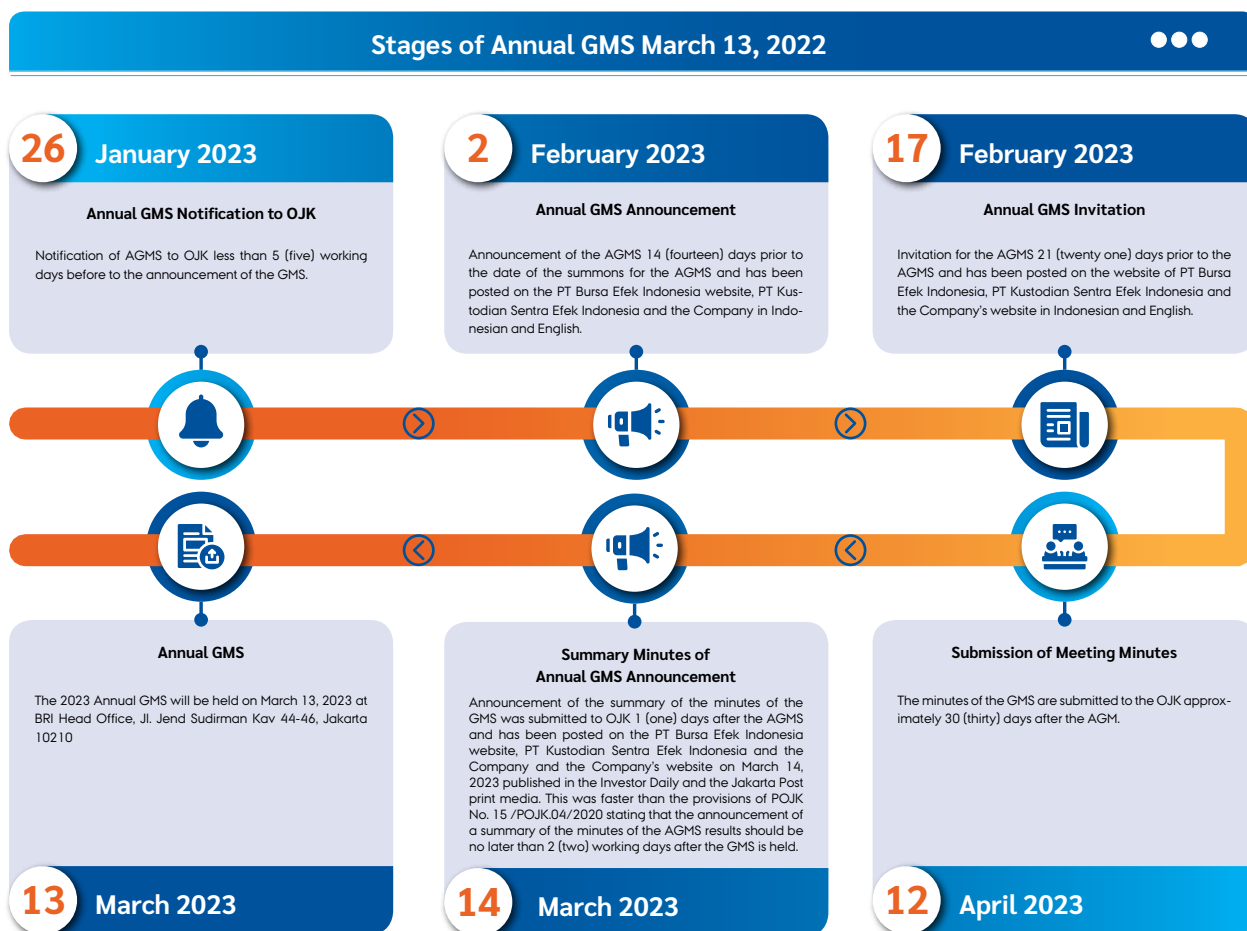 Stages of Annual GMS March 13, 2022
26
January 2023
Annual GMS Notification to OJK
Notification of AGMS to OJK less than 5 (five) working
days before to the announcement of the GMS.
2
February 2023
Annual GMS Announcement
Announcement of the AGMS 14 (fourteen) days prior to
the date of the summons for the AGMS and has been
posted on the PT Bursa Efek Indonesia website, PT Kus-
todian Sentra Efek Indonesia and the Company in Indo-
nesian and English.
17
February 2023
Annual GMS Invitation
Invitation for the AGMS 21 (twenty one) days prior to the
AGMS and has been posted on the website of PT Bursa
Efek Indonesia, PT Kustodian Sentra Efek Indonesia and
the Company's website in Indonesian and English.
Annual GMS
The 2023 Annual GMS will be held on March 13, 2023 at
BRI Head Office, Jl. Jend Sudirman Kav 44-46, Jakarta
10210
13
March 2023
Summary Minutes of
Annual GMS Announcement
Announcement of the summary of the minutes of the
GMS was submitted to OJK 1 (one) days after the AGMS
and has been posted on the PT Bursa Efek Indonesia
website, PT Kustodian Sentra Efek Indonesia and the
Company and the Company's website on March 14,
2023 published in the Investor Daily and the Jakarta Post
print media. This was faster than the provisions of POJK
No. 15 /POJK.04/2020 stating that the announcement of
a summary of the minutes of the AGMS results should be
no later than 2 (two) working days after the GMS is held.
14
March 2023
Submission of Meeting Minutes
The minutes of the GMS are submitted to the OJK approx-
imately 30 (thirty) days after the AGM.
12
April 2023